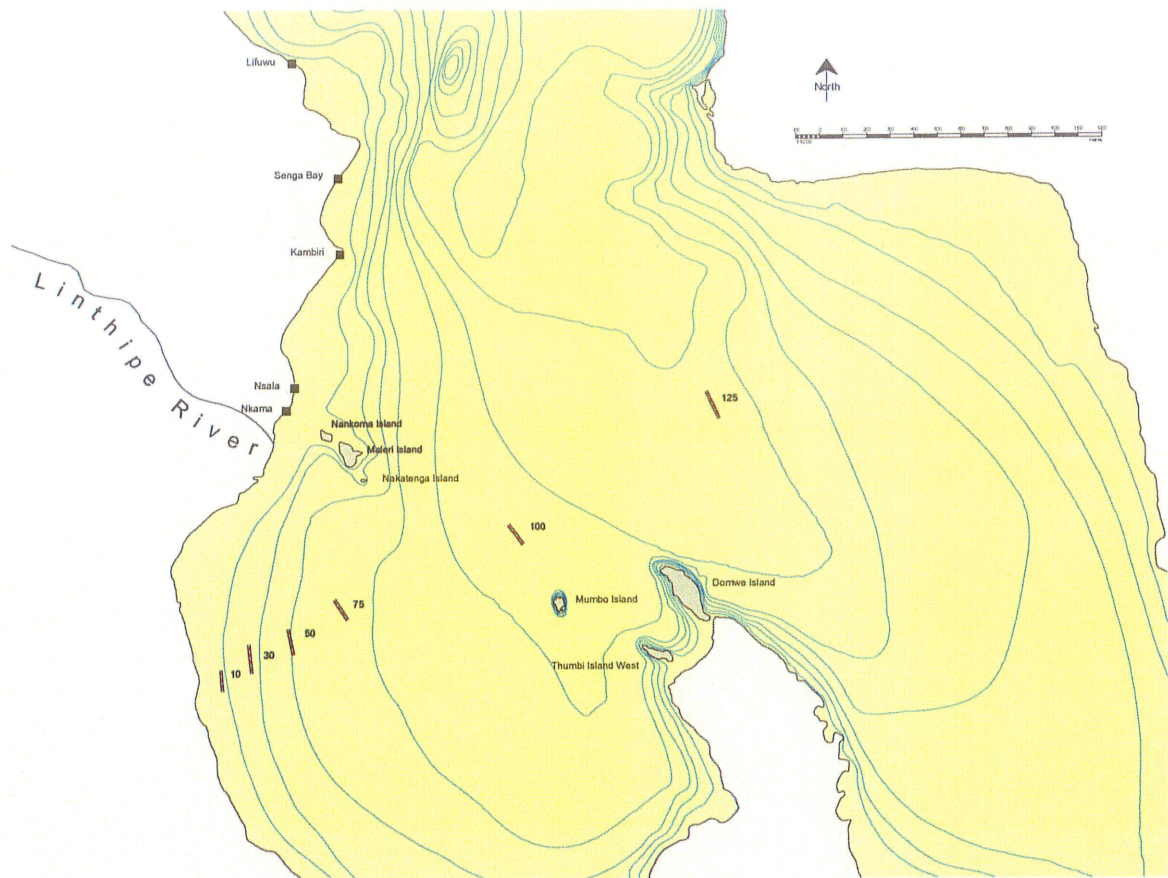 Lifuwu
North
Senga Bay
Kambiri
Linthipe River
Nsala
Nkama
125
Nankoma Island
Maleri Island
Nakatenga Island
100
Domwe Island
Mumbo Island
75
50
Thumbi Island West
30
10